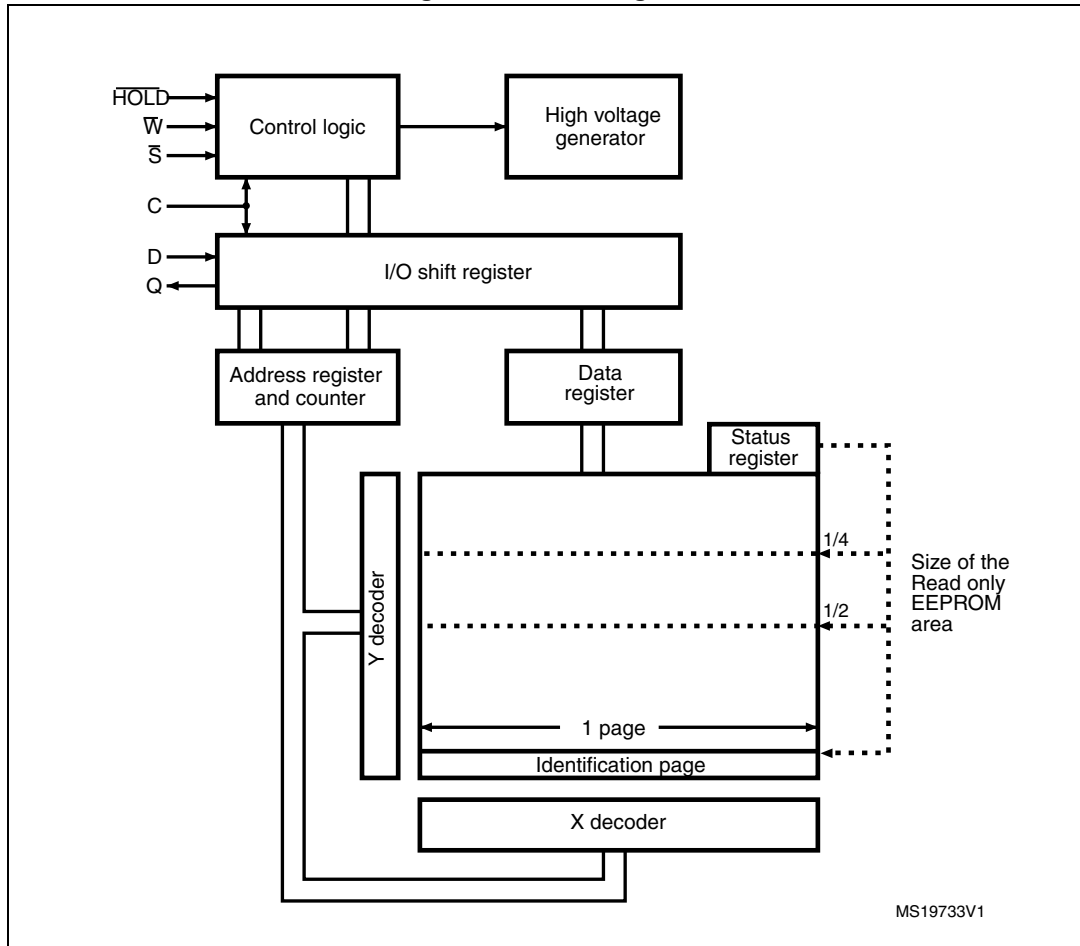 HOLD
W
S
C
D
Q
Control logic
High voltage
generator
I/O shift register
Address register
and counter
Data
register
Status
register
Y decoder
1/4
1/2
Size of the
Read only
EEPROM
area
1 page
Identification page
X decoder
MS19733V1